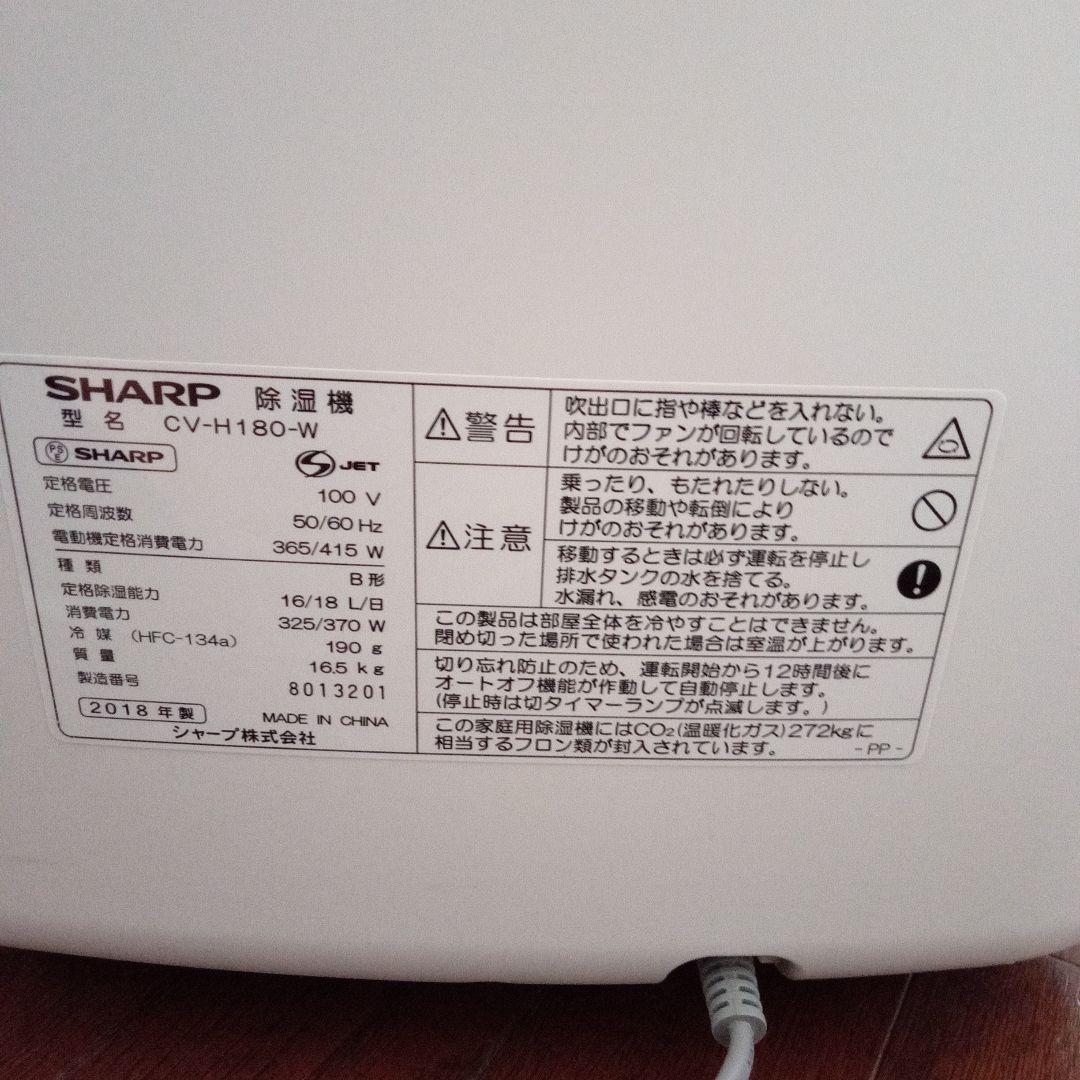 SHARP 除湿機
型名 CV-H180-W
PSE SHARP
S JET
定格電圧 100 V
定格周波数 50/60 Hz
電動機定格消費電力 365/415 W
種類 B形
定格除湿能力 16/18 L/日
消費電力 325/370 W
冷媒 (HFC-134a) 190 g
質量 16.5 kg
製造番号 8013201
2018年製 MADE IN CHINA
シャープ株式会社
警告
吹出口に指や棒などを入れない。
内部でファンが回転しているので
けがのおそれがあります。
注意
乗ったり、もたれたりしない。
製品の移動や転倒により
けがのおそれがあります。
移動するときは必ず運転を停止し
排水タンクの水を捨てる。
水漏れ、感電のおそれがあります。
この製品は部屋全体を冷やすことはできません。
閉め切った場所で使われた場合は室温が上がります。
切り忘れ防止のため、運転開始から12時間後に
オートオフ機能が作動して自動停止します。
(停止時は切タイマーランプが点滅します。)
この家庭用除湿機にはCO₂(温暖化ガス)272kgに
相当するフロン類が封入されています。
-PP-